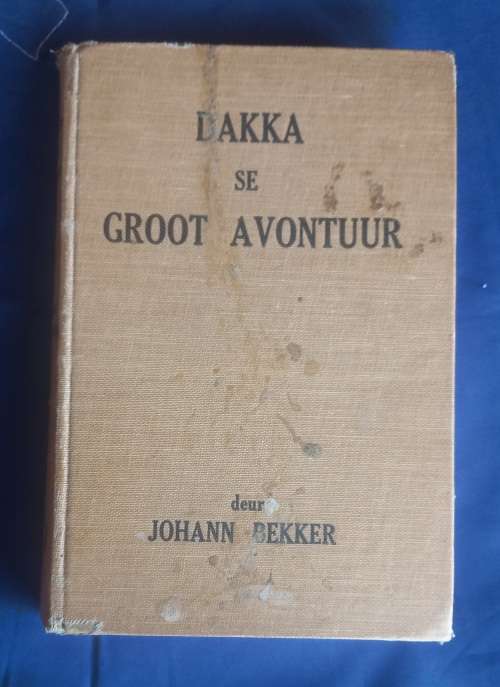 DAKKA
SE
GROOT AVONTUUR
deur
JOHANN BEKKER